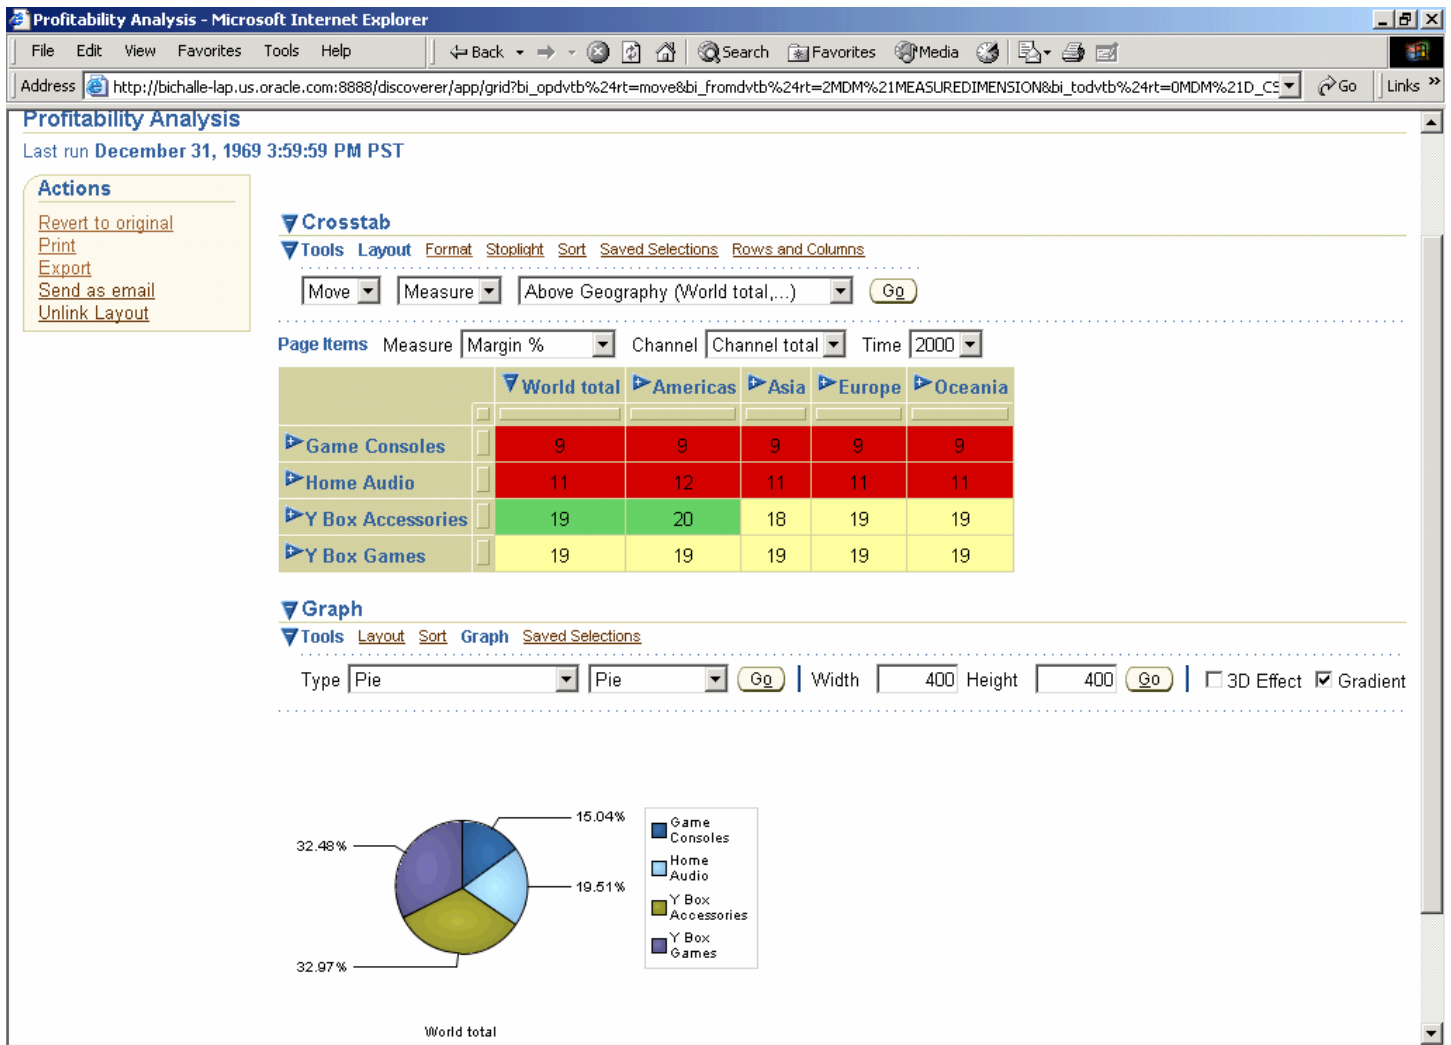 Profitability Analysis - Microsoft Internet Explorer
File Edit View Favorites Tools Help Back Search Favorites Media
Address http://bichalle-lap.us.oracle.com:8888/discoverer/app/grid?bi_opdvtb%24rt=move&bi_fromdvtb%24rt=2MDM%21MEASUREDIMENSION&bi_todvtb%24rt=0MDM%21D_CS Go Links »
Profitability Analysis
Last run December 31, 1969 3:59:59 PM PST
Actions
Revert to original
Print
Export
Send as email
Unlink Layout
Crosstab
Tools Layout Format Stoplight Sort Saved Selections Rows and Columns
Move Measure Above Geography (World total,...) Go
Page Items Measure Margin % Channel Channel total Time 2000
World total Americas Asia Europe Oceania
Game Consoles 9 9 9 9 9
Home Audio 11 12 11 11 11
Y Box Accessories 19 20 18 19 19
Y Box Games 19 19 19 19 19
Graph
Tools Layout Sort Graph Saved Selections
Type Pie Pie Go Width 400 Height 400 Go 3D Effect Gradient
15.04%
32.48%
19.51%
32.97%
Game
Consoles
Home
Audio
Y Box
Accessories
Y Box
Games
World total